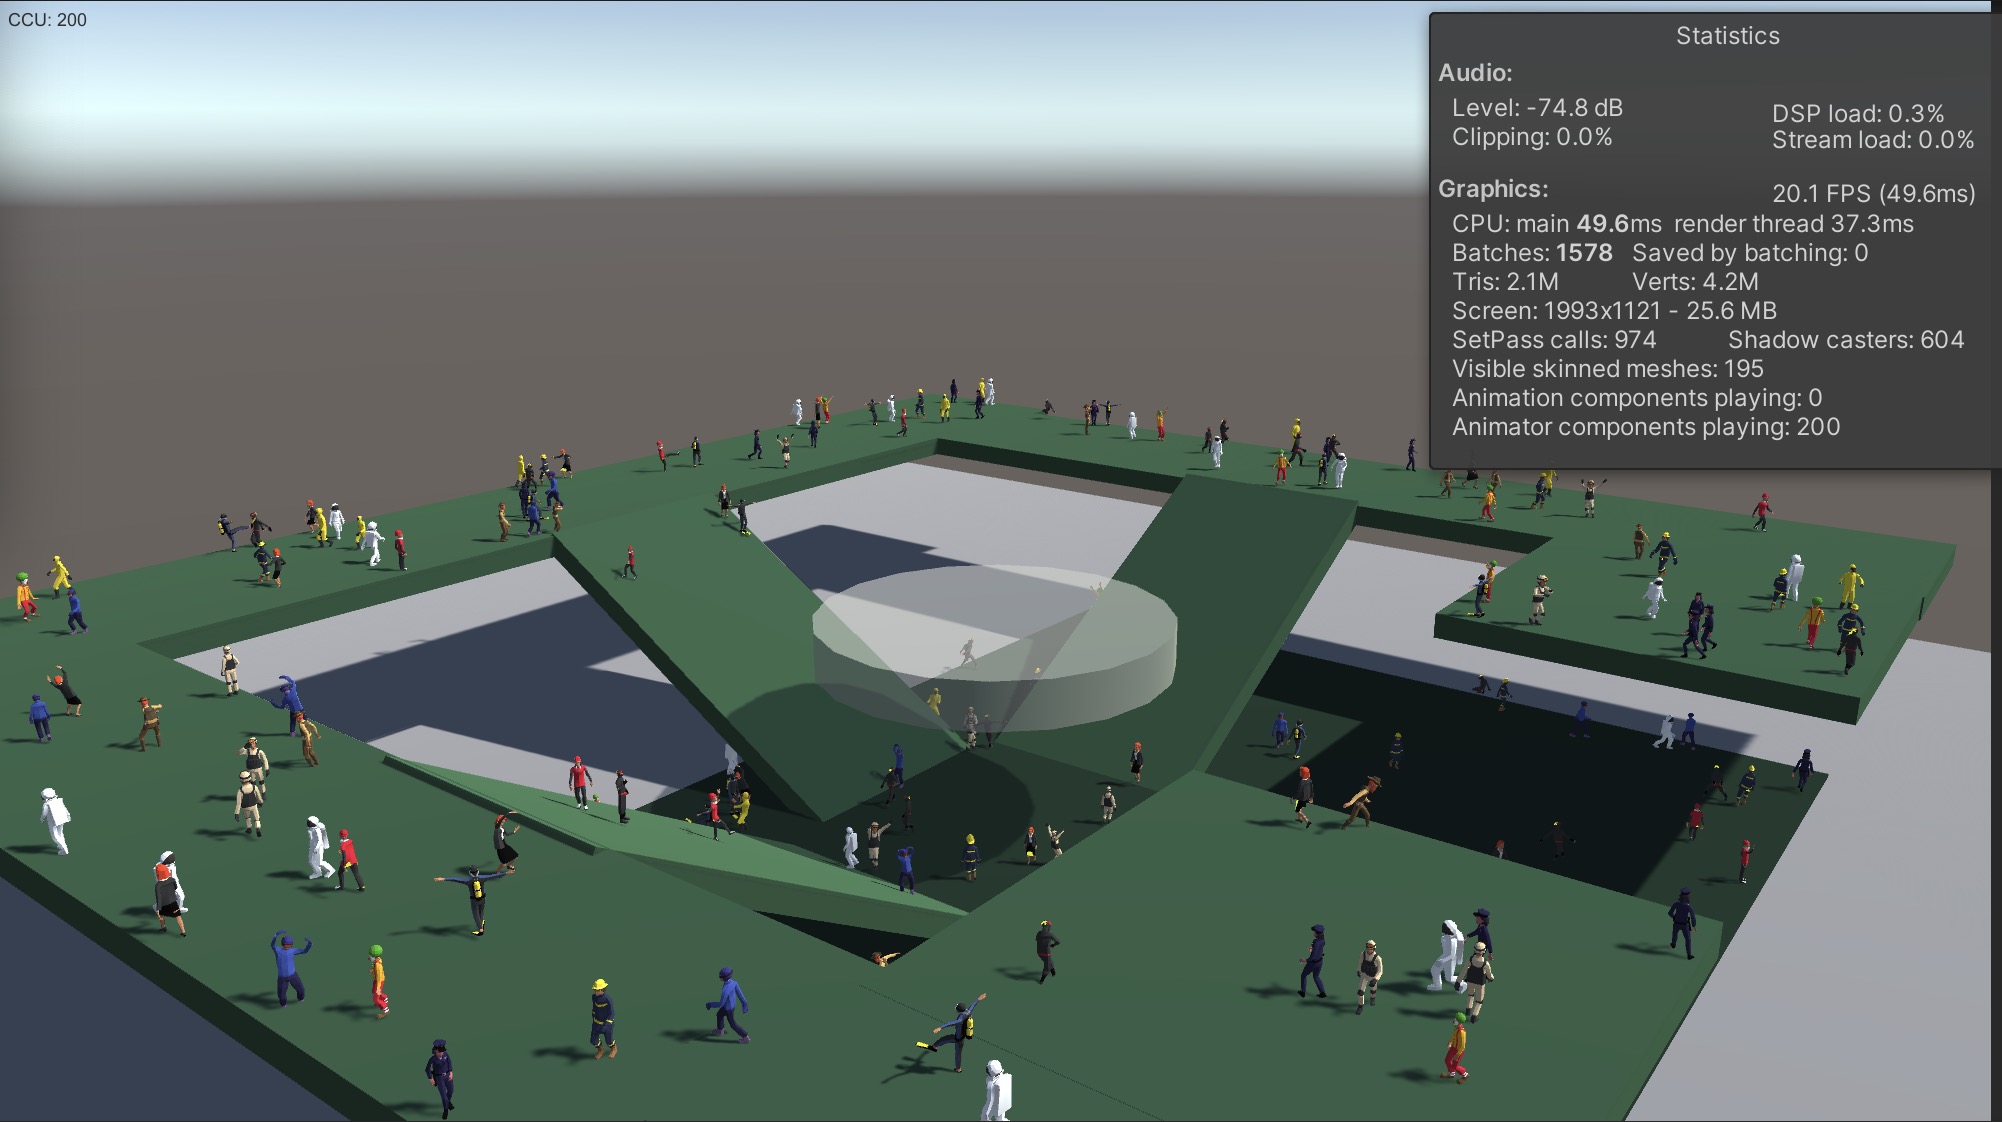 CCU: 200
Statistics
Audio:
Level: -74.8 dB DSP load: 0.3%
Clipping: 0.0% Stream load: 0.0%
Graphics: 20.1 FPS (49.6ms)
CPU: main 49.6ms render thread 37.3ms
Batches: 1578 Saved by batching: 0
Tris: 2.1M Verts: 4.2M
Screen: 1993x1121 - 25.6 MB
SetPass calls: 974 Shadow casters: 604
Visible skinned meshes: 195
Animation components playing: 0
Animator components playing: 200